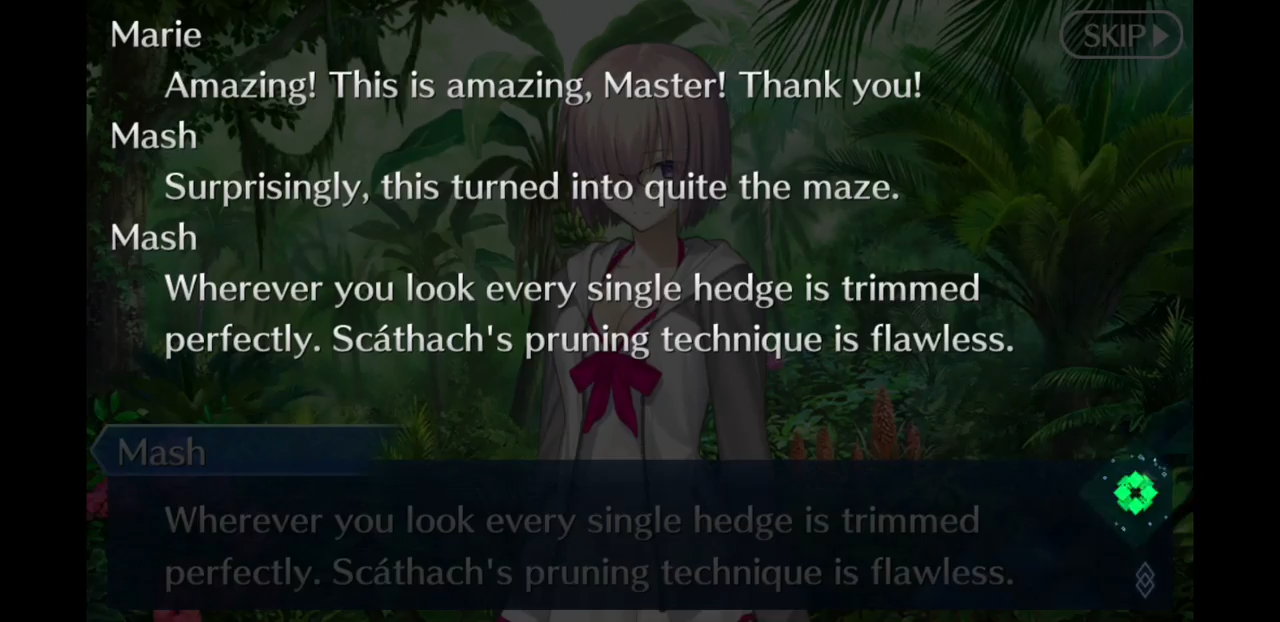 Marie
SKIP
Amazing! This is amazing, Master! Thank you!
Mash
Surprisingly, this turned into quite the maze.
Mash
Wherever you look every single hedge is trimmed
perfectly. Scáthach's pruning technique is flawless.
Mash
Wherever you look every single hedge is trimmed
perfectly. Scáthach's pruning technique is flawless.